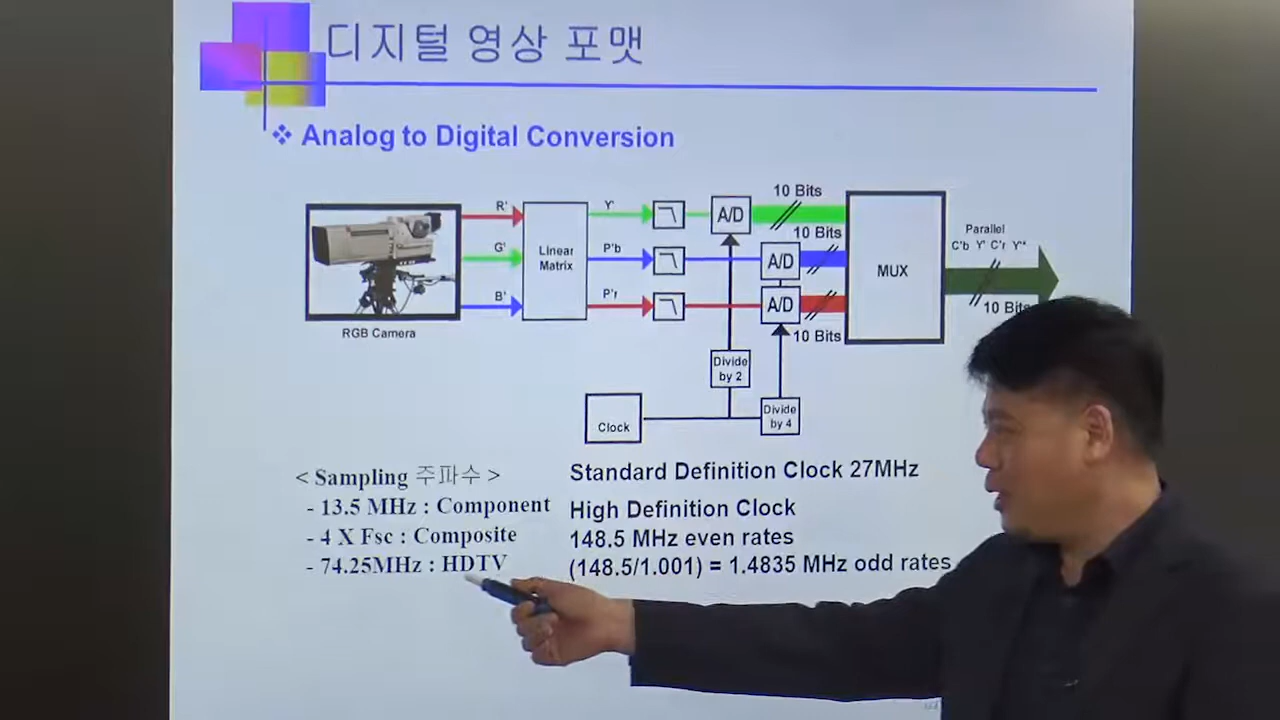 디지털 영상 포맷
❖ Analog to Digital Conversion
10 Bits
R'
Y'
A/D
10 Bits
Parallel
C'b Y' C'r Y'*
G'
Linear
Matrix
P'b
A/D
MUX
B'
P'r
A/D
10 Bits
10 Bits
RGB Camera
Divide
by 2
Clock
Divide
by 4
< Sampling 주파수 >
- 13.5 MHz : Component
- 4 X Fsc : Composite
- 74.25MHz : HDTV
Standard Definition Clock 27MHz
High Definition Clock
148.5 MHz even rates
(148.5/1.001) = 1.4835 MHz odd rates